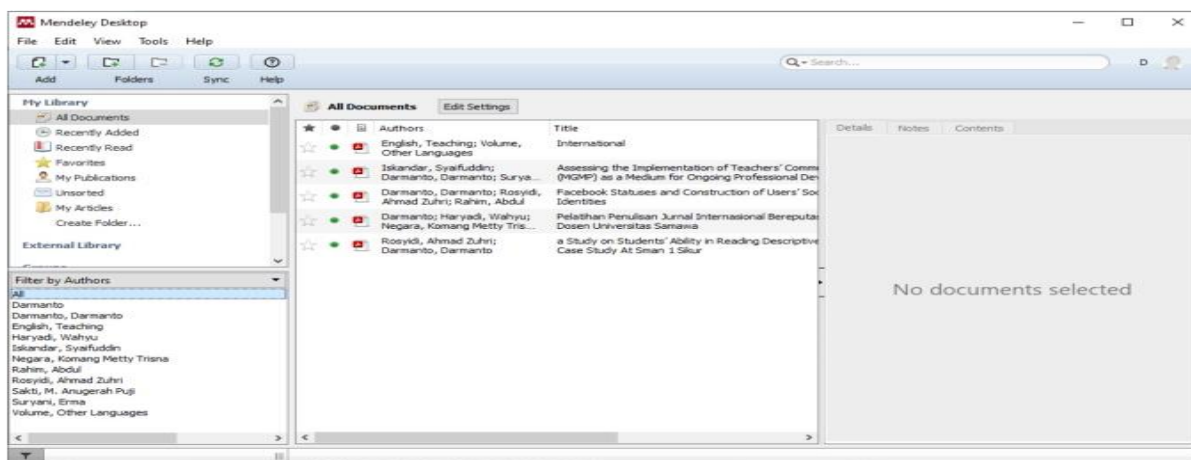 Mendeley Desktop
File Edit View Tools Help
Add Folders Sync Help
Search...
D
My Library
All Documents
Recently Added
Recently Read
Favorites
My Publications
Unsorted
My Articles
Create Folder...
External Library
Filter by Authors
All
Darmanto
Darmanto, Darmanto
English, Teaching
Haryadi, Wahyu
Iskandar, Syaifuddin
Negara, Komang Metty Trisna
Rahim, Abdul
Rosyidi, Ahmad Zuhri
Sakti, M. Anugerah Puji
Suryani, Erma
Volume, Other Languages
All Documents Edit Settings
Authors Title
English, Teaching; Volume, International
Other Languages
Iskandar, Syaifuddin; Assessing the Implementation of Teachers' Comm
Darmanto, Darmanto; Surya... (MGMP) as a Medium for Ongoing Professional Dev
Darmanto, Darmanto; Rosyidi, Facebook Statuses and Construction of Users' Soc
Ahmad Zuhri; Rahim, Abdul Identities
Darmanto; Haryadi, Wahyu; Pelatihan Penulisan Jurnal Internasional Bereputas
Negara, Komang Metty Tris... Dosen Universitas Samawa
Rosyidi, Ahmad Zuhri; a Study on Students' Ability in Reading Descriptive
Darmanto, Darmanto Case Study At Sman 1 Sikur
Details Notes Contents
No documents selected